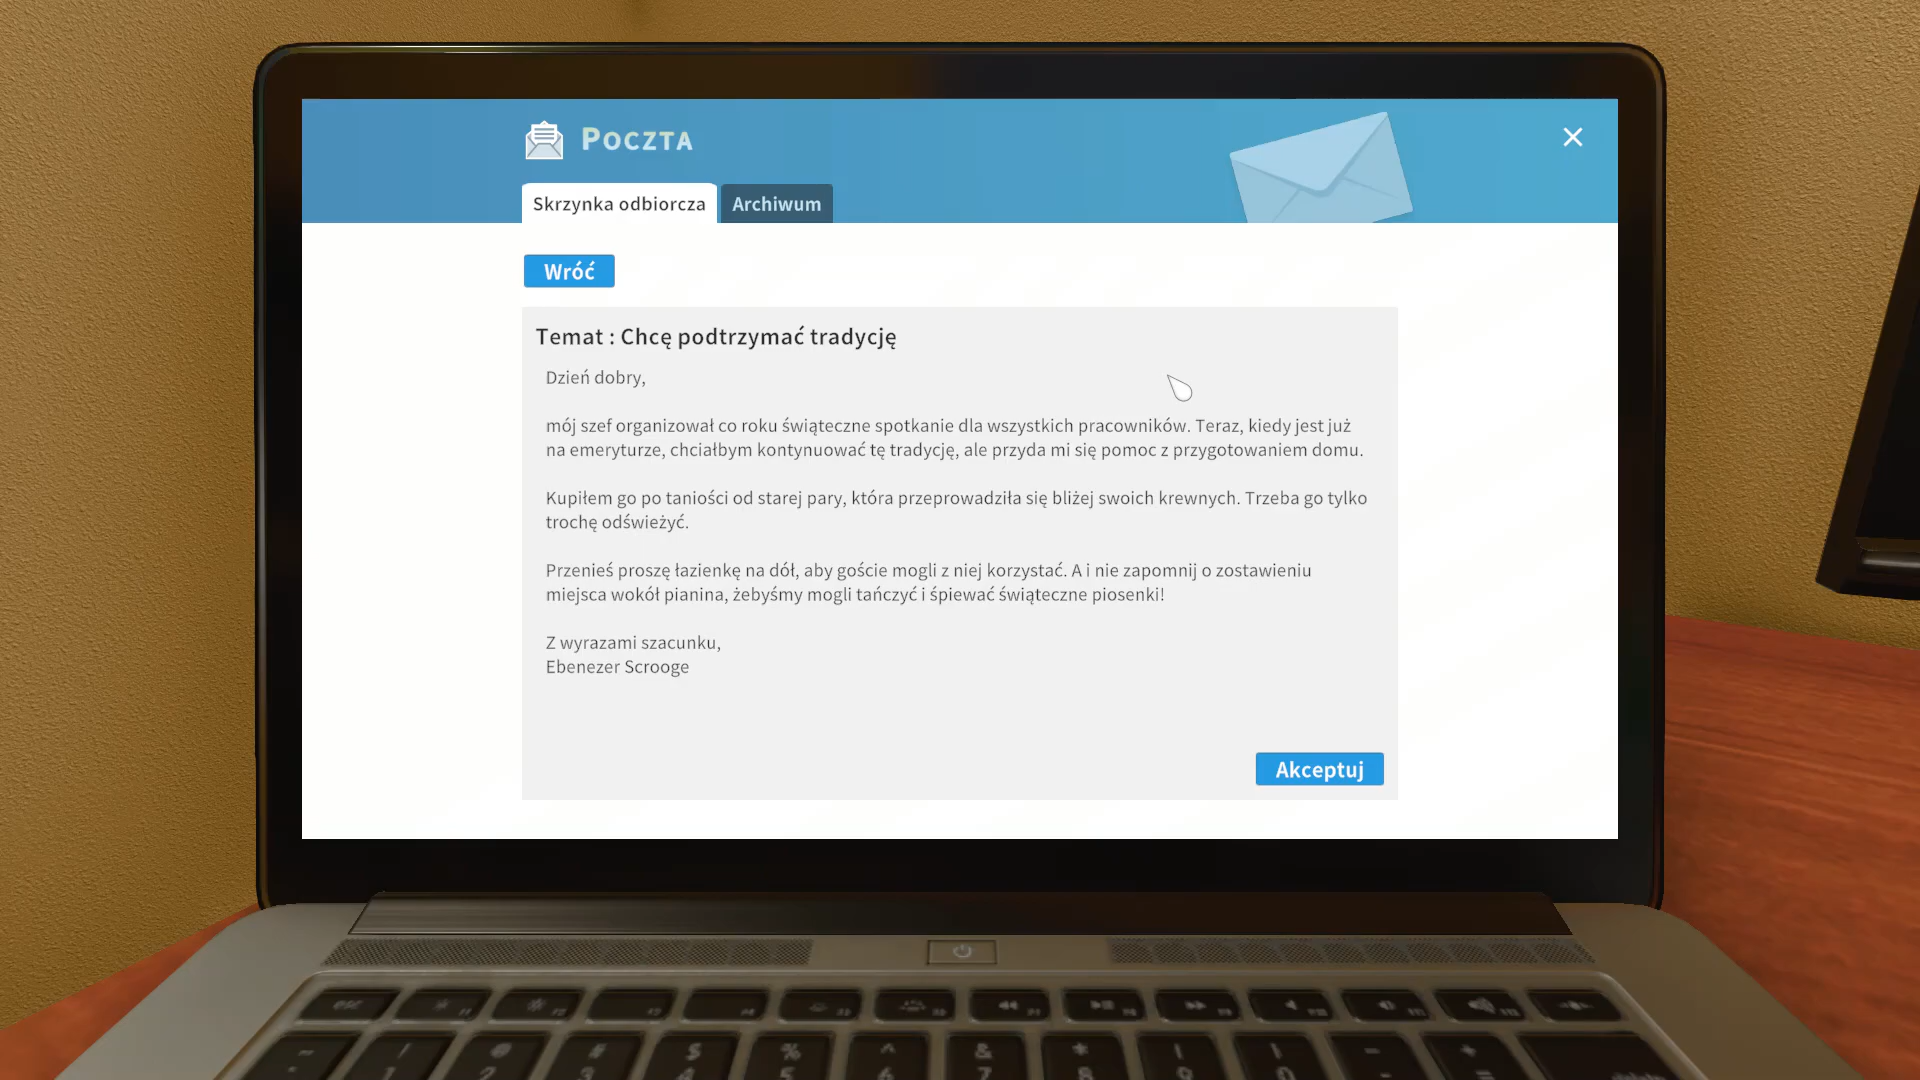 Poczta
Skrzynka odbiorcza
Archiwum
Wróć
Temat : Chcę podtrzymać tradycję
Dzień dobry,
mój szef organizował co roku świąteczne spotkanie dla wszystkich pracowników. Teraz, kiedy jest już
na emeryturze, chciałbym kontynuować tę tradycję, ale przyda mi się pomoc z przygotowaniem domu.
Kupiłem go po taniości od starej pary, która przeprowadziła się bliżej swoich krewnych. Trzeba go tylko
trochę odświeżyć.
Przenieś proszę łazienkę na dół, aby goście mogli z niej korzystać. A i nie zapomnij o zostawieniu
miejsca wokół pianina, żebyśmy mogli tańczyć i śpiewać świąteczne piosenki!
Z wyrazami szacunku,
Ebenezer Scrooge
Akceptuj